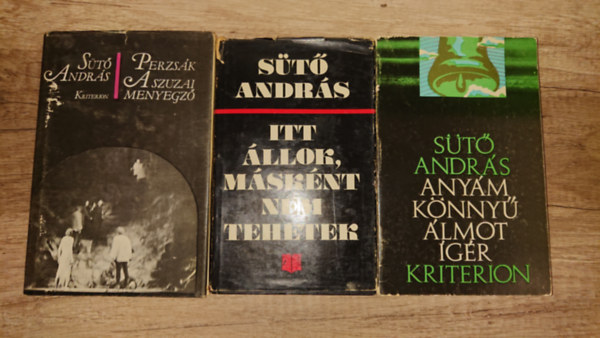 SÜTŐ
ANDRÁS
KRITERION
PERZSÁK
A SZUZAI
MENYEGZŐ
SÜTŐ
ANDRÁS
ITT
ÁLLOK,
MÁSKÉNT
NEM
TEHETEK
SÜTŐ
ANDRÁS
ANYÁM
KÖNNYŰ
ÁLMOT
ÍGÉR
KRITERION